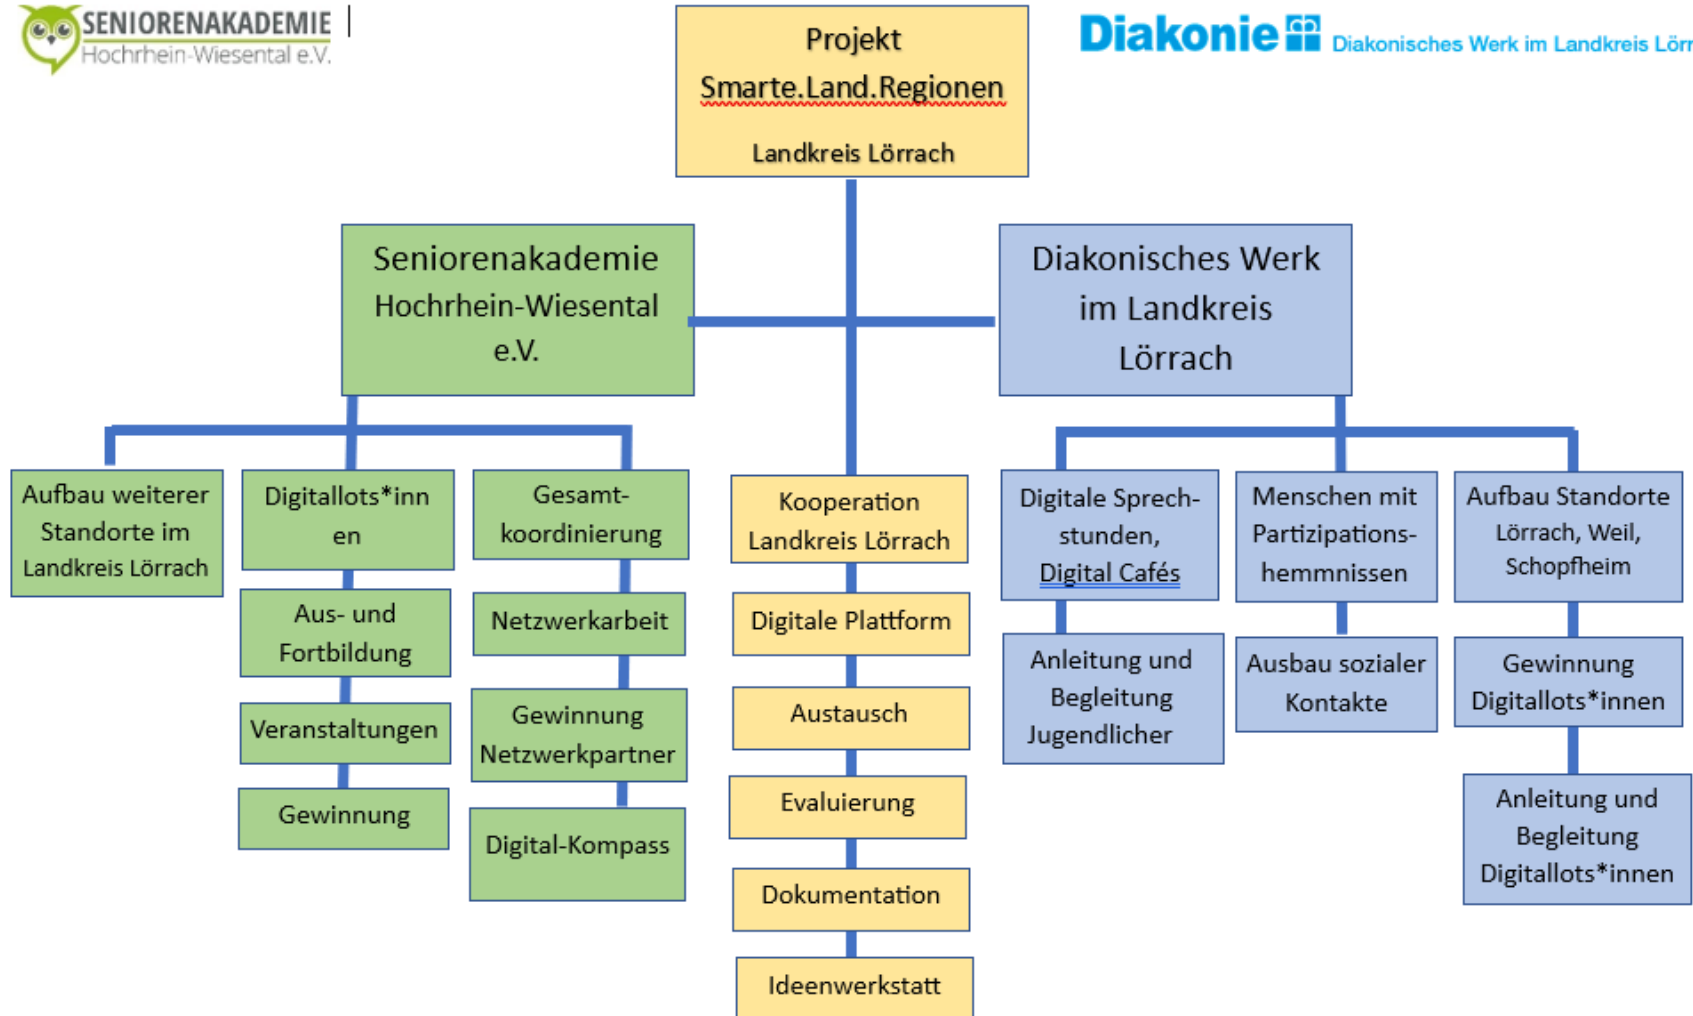 SENIORENAKADEMIE
Hochrhein-Wiesental e.V.
Projekt
Smarte.Land.Regionen
Landkreis Lörrach
Diakonie
Diakonisches Werk im Landkreis Lörr
Seniorenakademie
Hochrhein-Wiesental
e.V.
Diakonisches Werk
im Landkreis
Lörrach
Aufbau weiterer
Standorte im
Landkreis Lörrach
Digitallots*inn
en
Aus- und
Fortbildung
Veranstaltungen
Gewinnung
Gesamt-
koordinierung
Netzwerkarbeit
Gewinnung
Netzwerkpartner
Digital-Kompass
Kooperation
Landkreis Lörrach
Digitale Plattform
Austausch
Evaluierung
Dokumentation
Ideenwerkstatt
Digitale Sprech-
stunden,
Digital Cafés
Anleitung und
Begleitung
Jugendlicher
Menschen mit
Partizipations-
hemmnissen
Ausbau sozialer
Kontakte
Aufbau Standorte
Lörrach, Weil,
Schopfheim
Gewinnung
Digitallots*innen
Anleitung und
Begleitung
Digitallots*innen